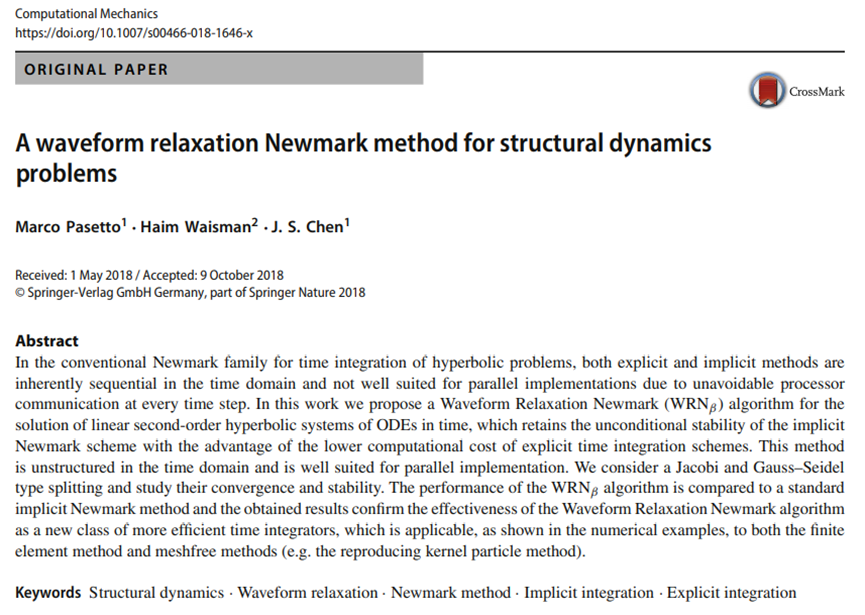 Computational Mechanics
https://doi.org/10.1007/s00466-018-1646-x
ORIGINAL PAPER
CrossMark
A waveform relaxation Newmark method for structural dynamics
problems
Marco Pasetto¹ · Haim Waisman² · J. S. Chen¹
Received: 1 May 2018 / Accepted: 9 October 2018
© Springer-Verlag GmbH Germany, part of Springer Nature 2018
Abstract
In the conventional Newmark family for time integration of hyperbolic problems, both explicit and implicit methods are
inherently sequential in the time domain and not well suited for parallel implementations due to unavoidable processor
communication at every time step. In this work we propose a Waveform Relaxation Newmark (WRNᵦ) algorithm for the
solution of linear second-order hyperbolic systems of ODEs in time, which retains the unconditional stability of the implicit
Newmark scheme with the advantage of the lower computational cost of explicit time integration schemes. This method
is unstructured in the time domain and is well suited for parallel implementation. We consider a Jacobi and Gauss–Seidel
type splitting and study their convergence and stability. The performance of the WRNᵦ algorithm is compared to a standard
implicit Newmark method and the obtained results confirm the effectiveness of the Waveform Relaxation Newmark algorithm
as a new class of more efficient time integrators, which is applicable, as shown in the numerical examples, to both the finite
element method and meshfree methods (e.g. the reproducing kernel particle method).
Keywords Structural dynamics · Waveform relaxation · Newmark method · Implicit integration · Explicit integration